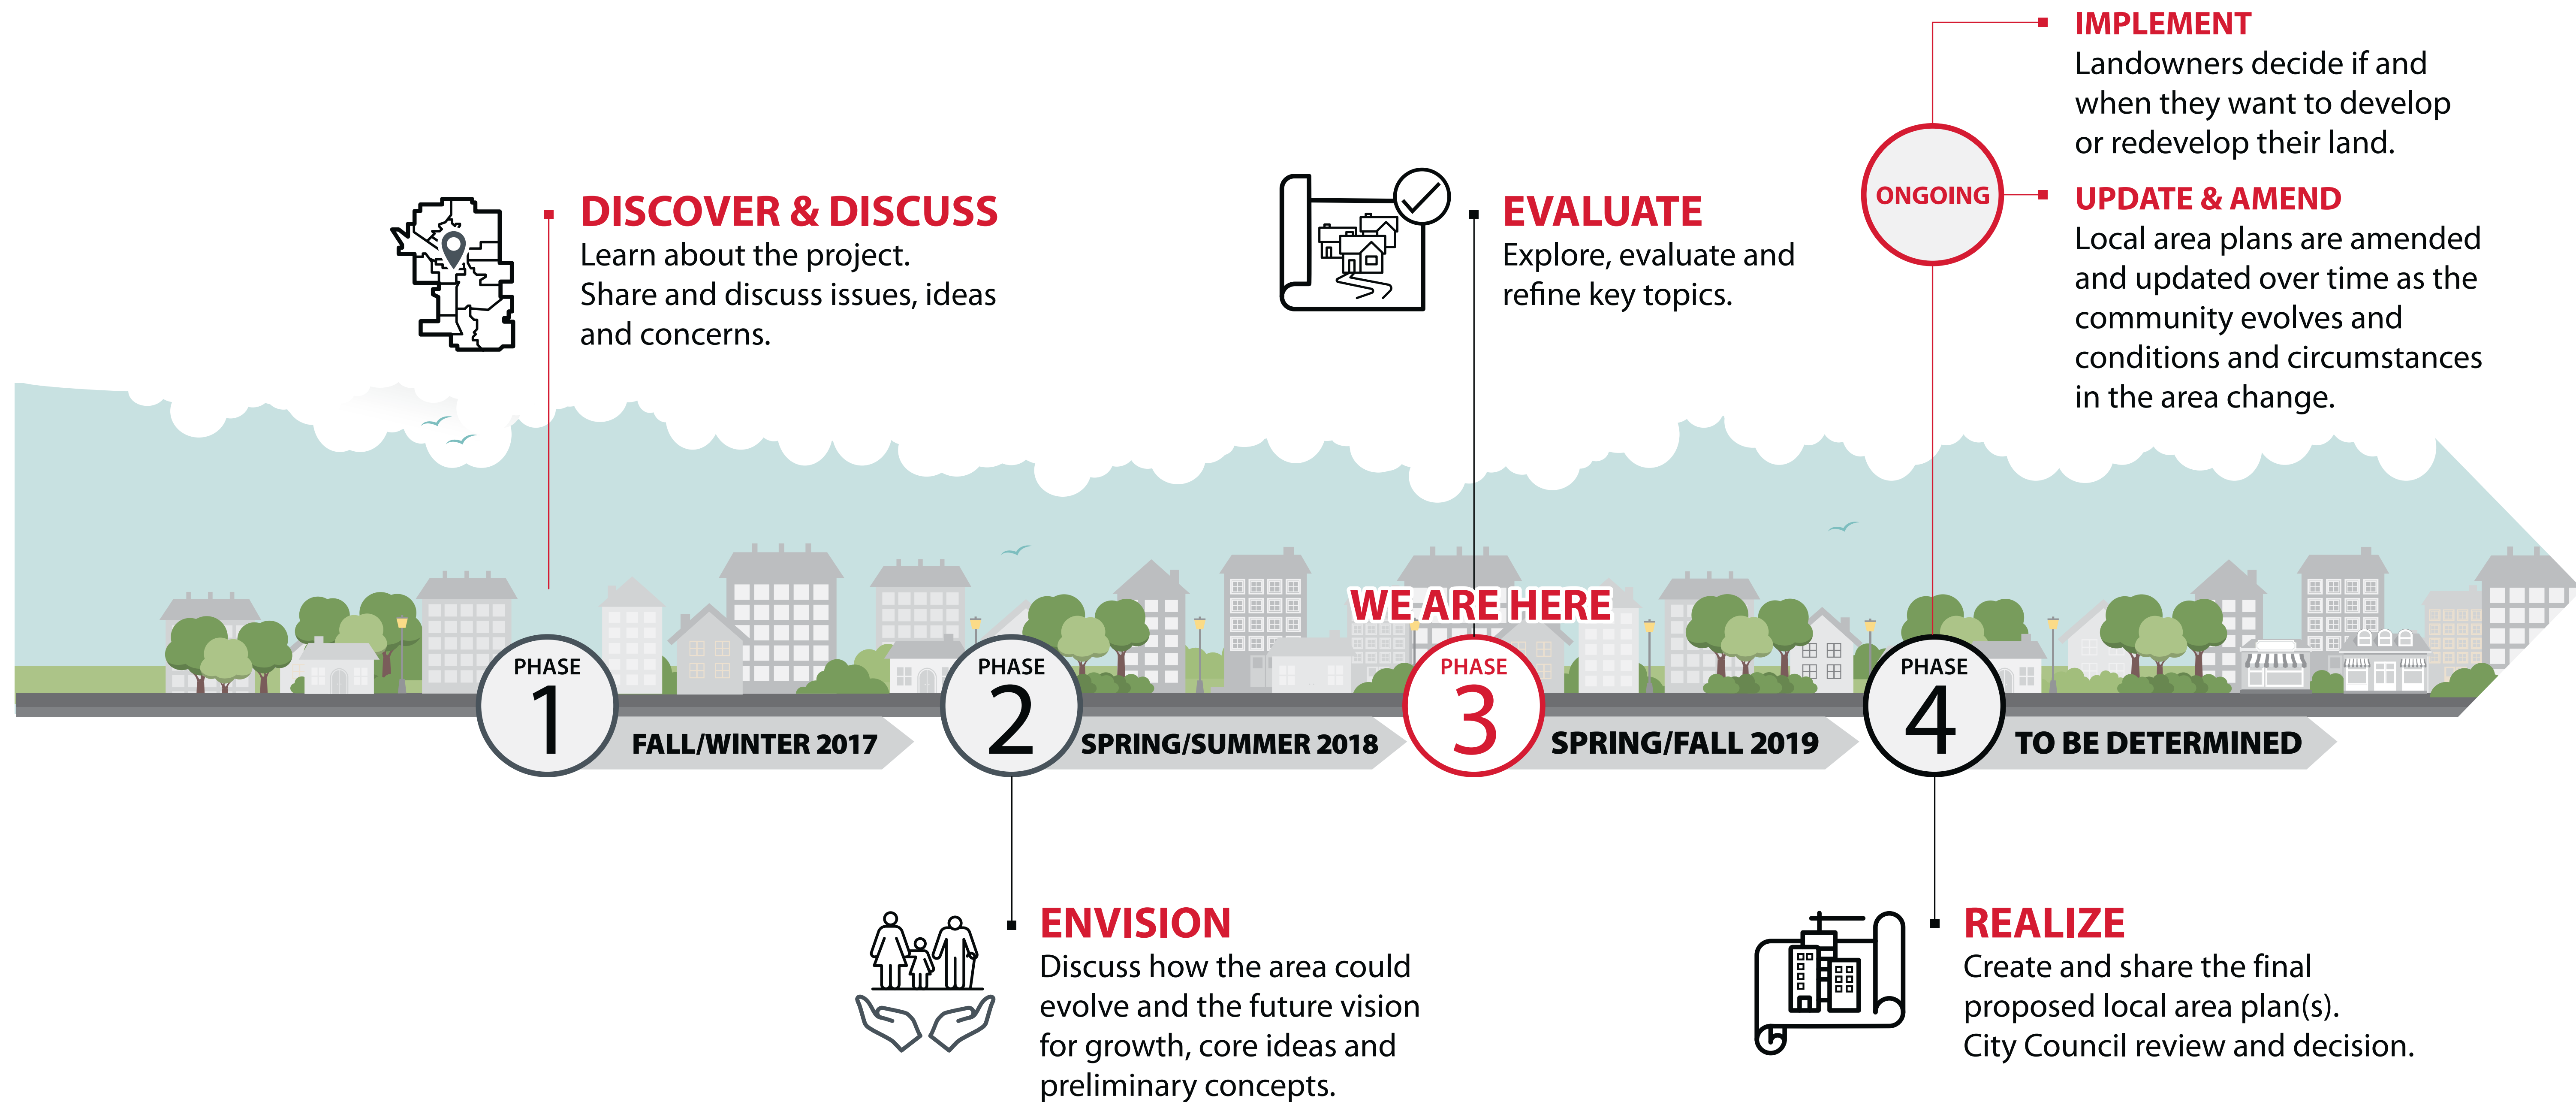 IMPLEMENT
Landowners decide if and
when they want to develop
or redevelop their land.
ONGOING
UPDATE & AMEND
Local area plans are amended
and updated over time as the
community evolves and
conditions and circumstances
in the area change.
DISCOVER & DISCUSS
Learn about the project.
Share and discuss issues, ideas
and concerns.
EVALUATE
Explore, evaluate and
refine key topics.
WE ARE HERE
PHASE
1
FALL/WINTER 2017
PHASE
2
SPRING/SUMMER 2018
PHASE
3
SPRING/FALL 2019
PHASE
4
TO BE DETERMINED
ENVISION
Discuss how the area could
evolve and the future vision
for growth, core ideas and
preliminary concepts.
REALIZE
Create and share the final
proposed local area plan(s).
City Council review and decision.